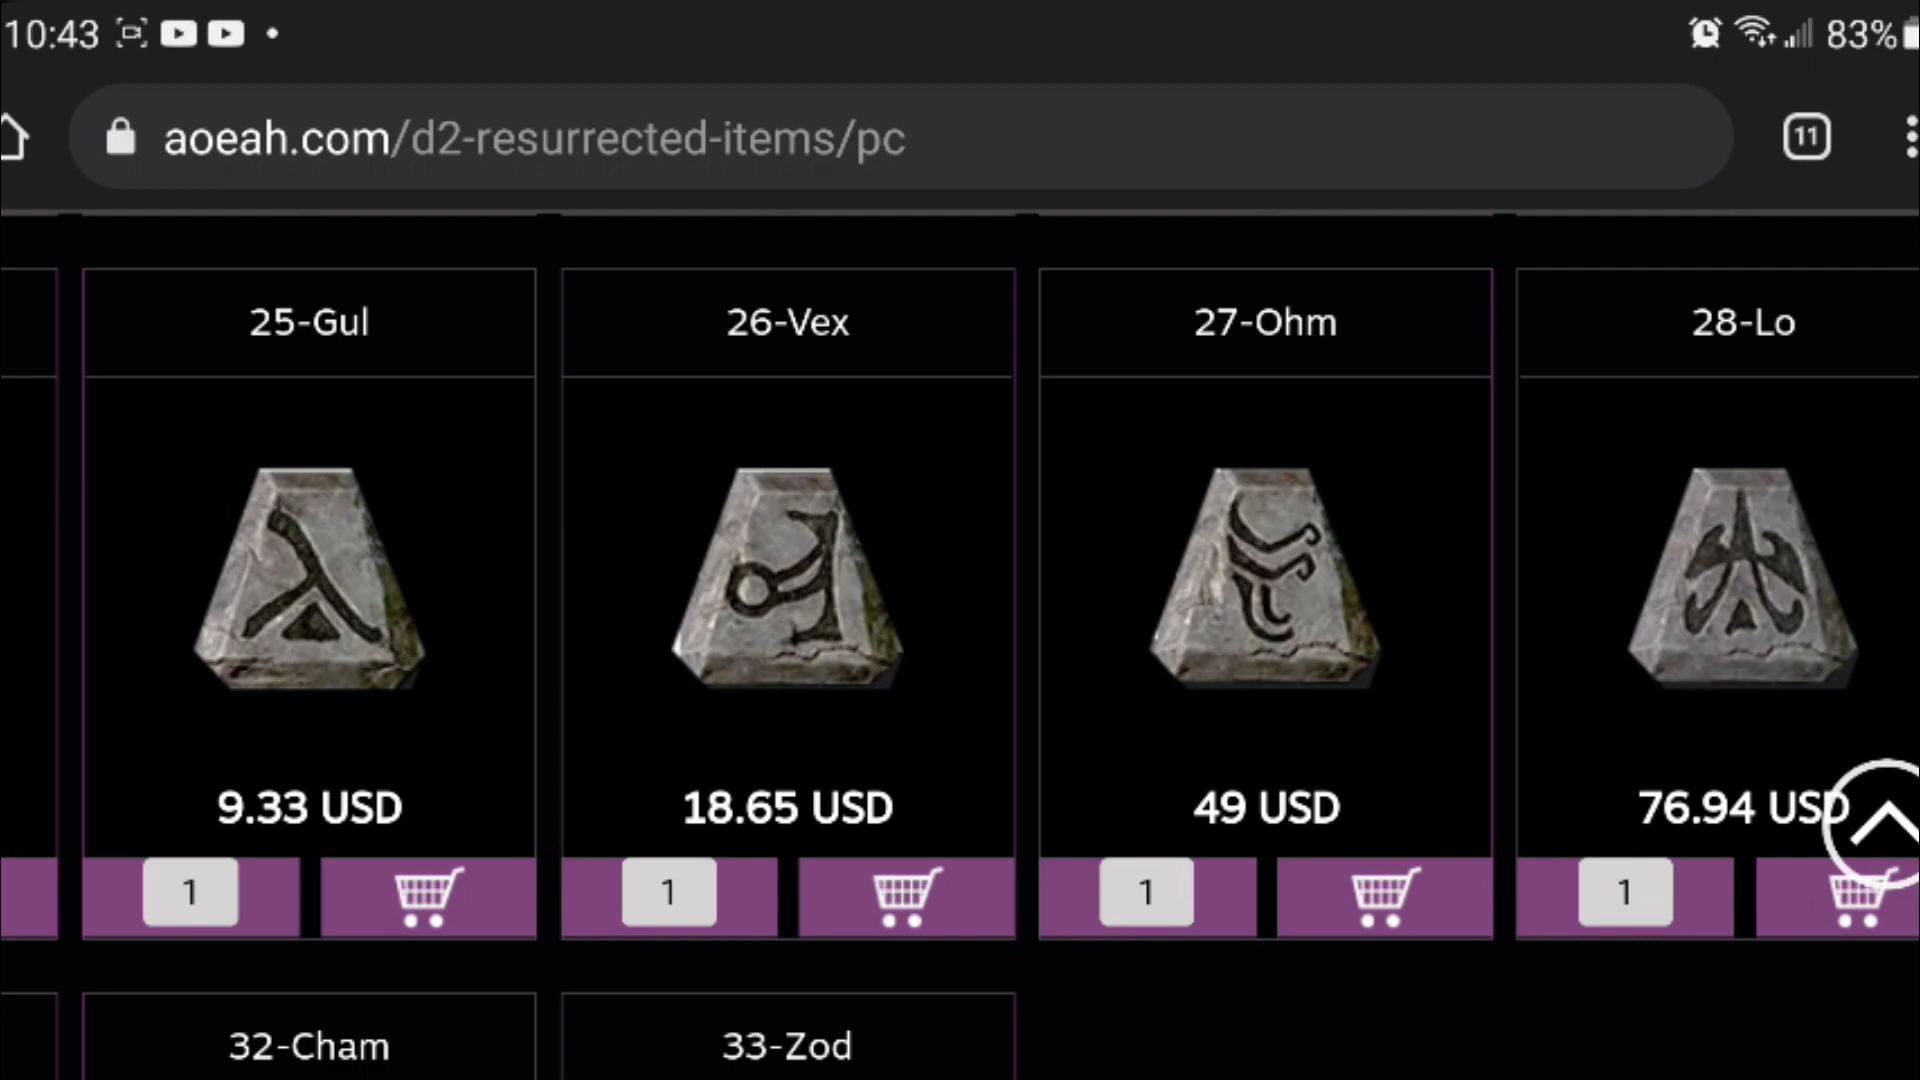 10:43 83%
aoeah.com/d2-resurrected-items/pc 11
25-Gul 26-Vex 27-Ohm 28-Lo
9.33 USD 18.65 USD 49 USD 76.94 USD
1 1 1 1
32-Cham 33-Zod